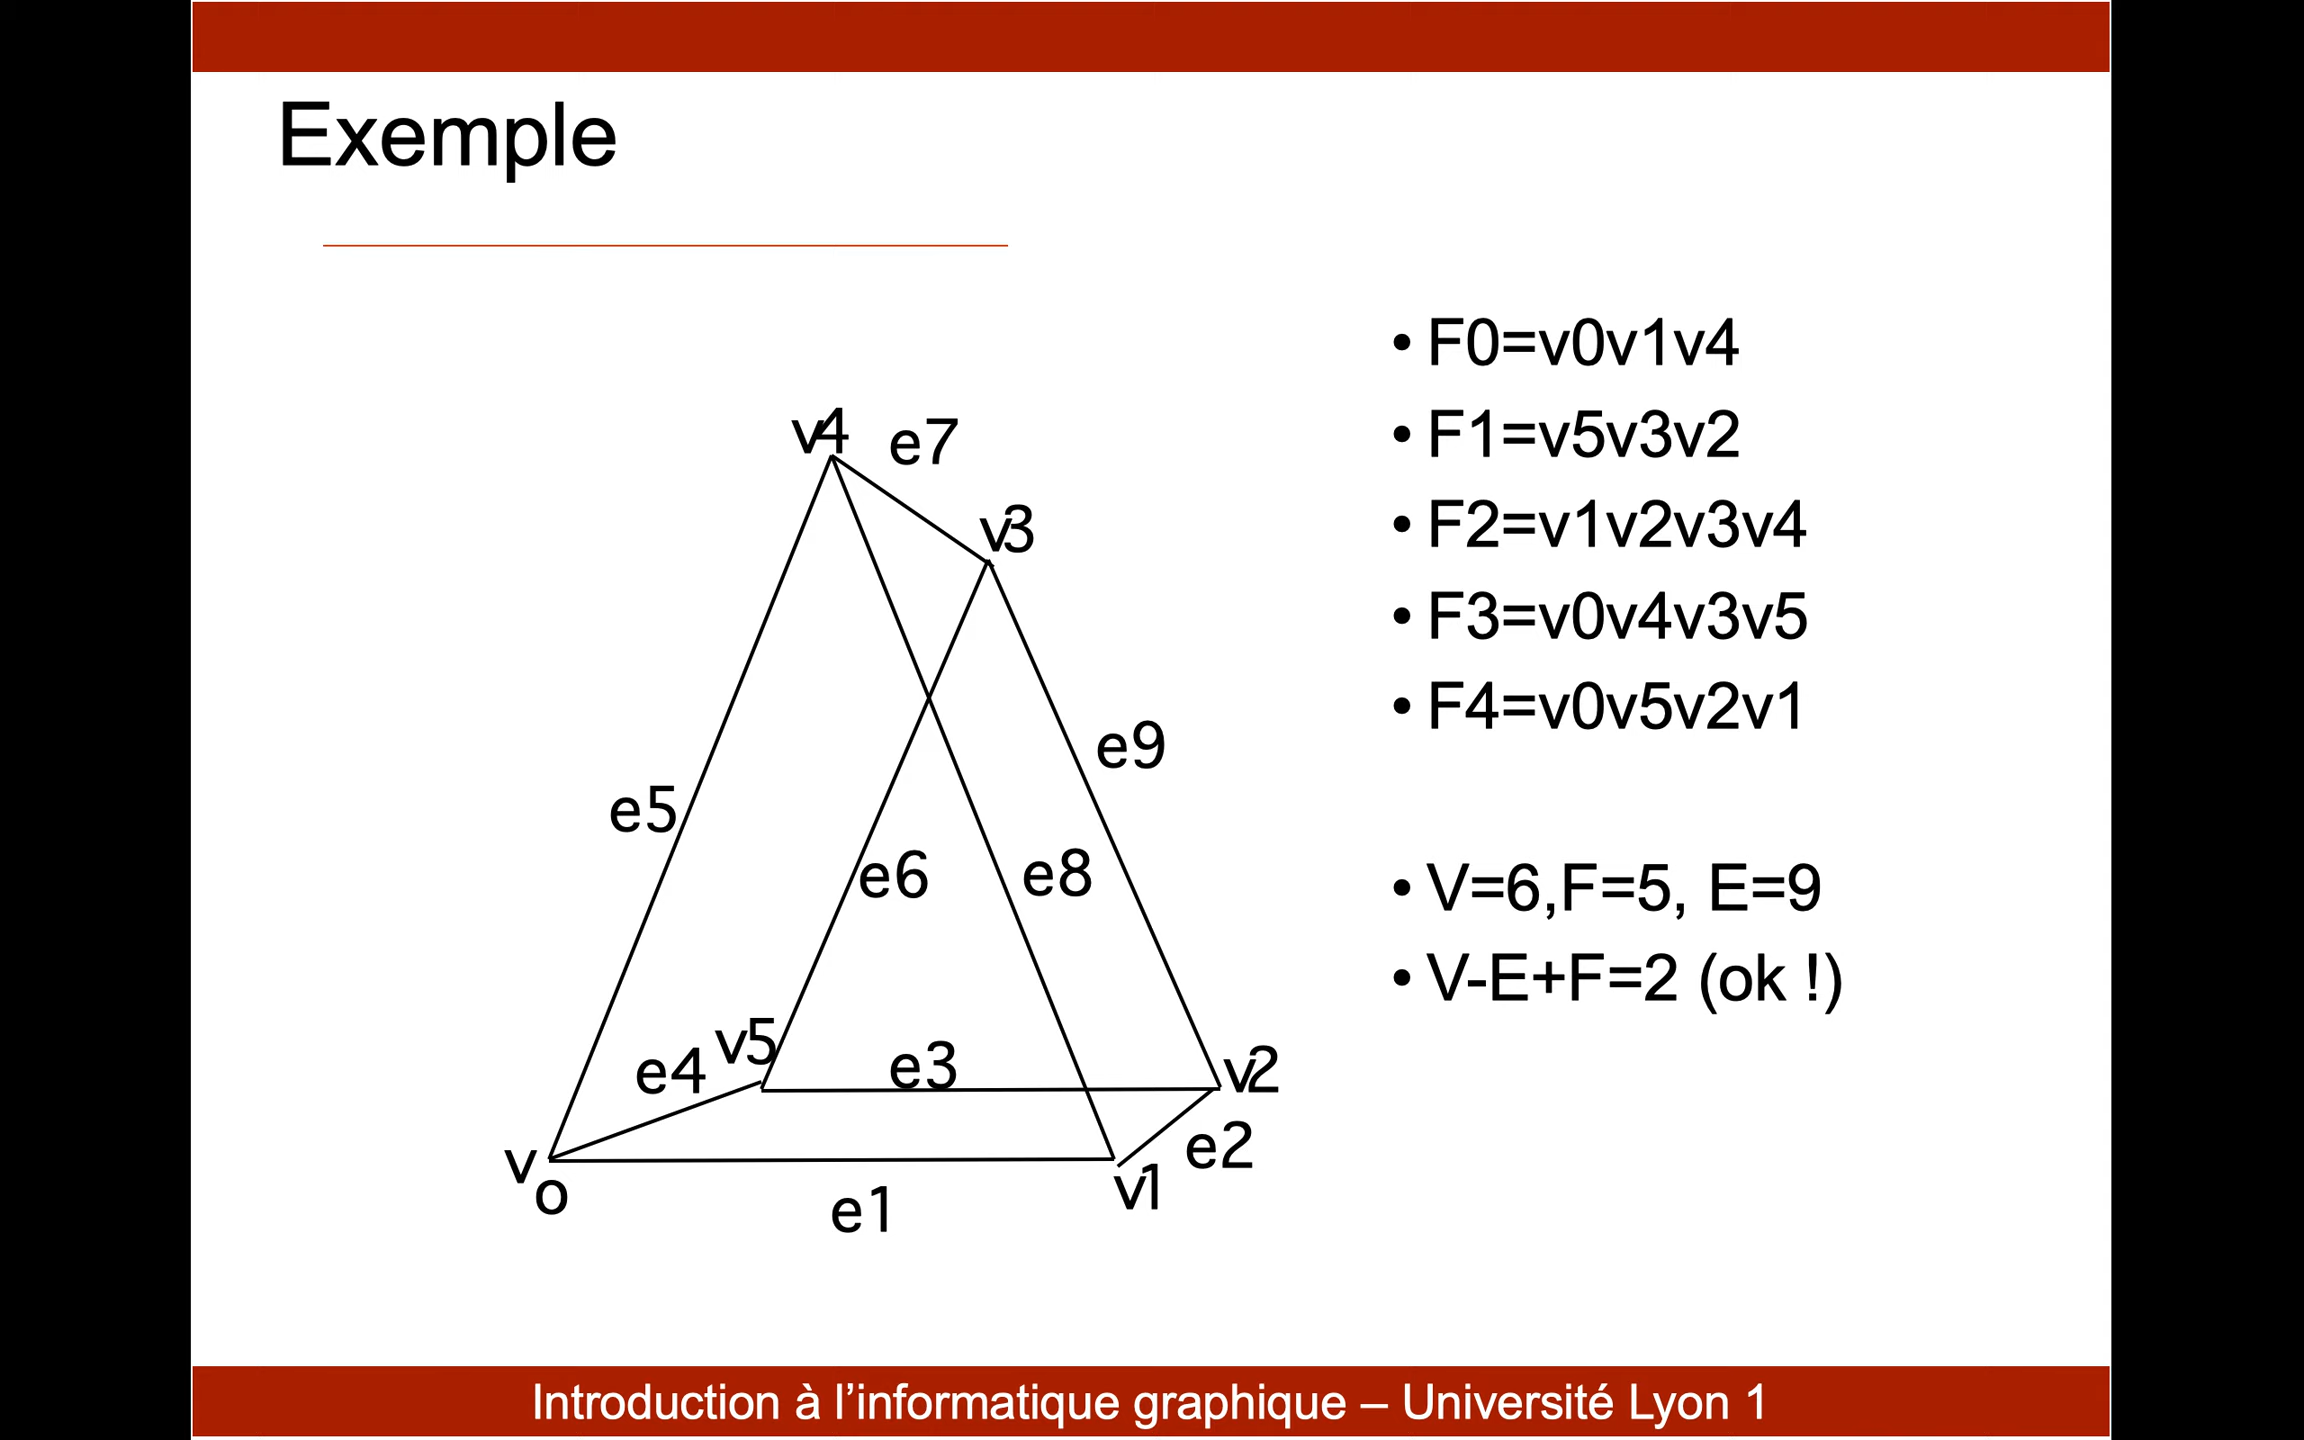 Exemple
• F0=v0v1v4
• F1=v5v3v2
• F2=v1v2v3v4
• F3=v0v4v3v5
• F4=v0v5v2v1
• V=6,F=5, E=9
• V-E+F=2 (ok !)
v4
e7
v3
e9
e5
e6
e8
v5
e4
e3
v2
e2
v
o
v1
e1
Introduction à l’informatique graphique – Université Lyon 1